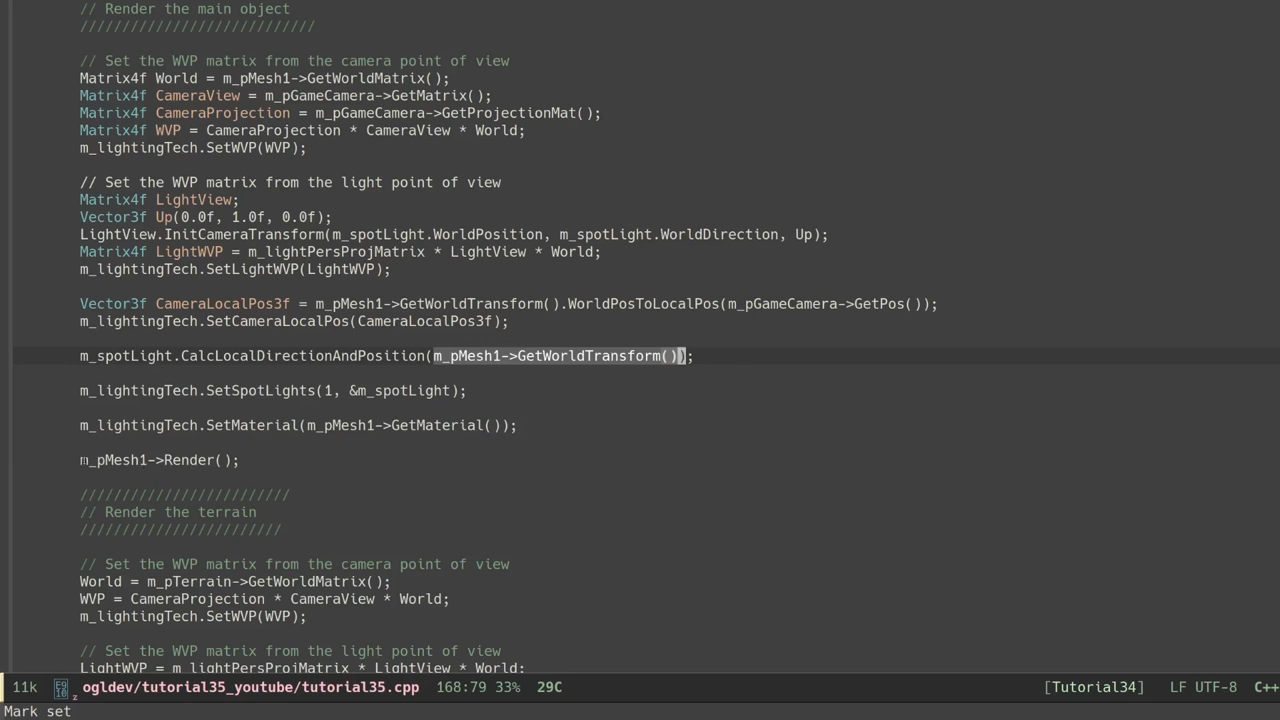 // Render the main object
////////////////////////////
// Set the WVP matrix from the camera point of view
Matrix4f World = m_pMesh1->GetWorldMatrix();
Matrix4f CameraView = m_pGameCamera->GetMatrix();
Matrix4f CameraProjection = m_pGameCamera->GetProjectionMat();
Matrix4f WVP = CameraProjection * CameraView * World;
m_lightingTech.SetWVP(WVP);
// Set the WVP matrix from the light point of view
Matrix4f LightView;
Vector3f Up(0.0f, 1.0f, 0.0f);
LightView.InitCameraTransform(m_spotLight.WorldPosition, m_spotLight.WorldDirection, Up);
Matrix4f LightWVP = m_lightPersProjMatrix * LightView * World;
m_lightingTech.SetLightWVP(LightWVP);
Vector3f CameraLocalPos3f = m_pMesh1->GetWorldTransform().WorldPosToLocalPos(m_pGameCamera->GetPos());
m_lightingTech.SetCameraLocalPos(CameraLocalPos3f);
m_spotLight.CalcLocalDirectionAndPosition(m_pMesh1->GetWorldTransform());
m_lightingTech.SetSpotLights(1, &m_spotLight);
m_lightingTech.SetMaterial(m_pMesh1->GetMaterial());
m_pMesh1->Render();
/////////////////////////
// Render the terrain
////////////////////////
// Set the WVP matrix from the camera point of view
World = m_pTerrain->GetWorldMatrix();
WVP = CameraProjection * CameraView * World;
m_lightingTech.SetWVP(WVP);
// Set the WVP matrix from the light point of view
LightWVP = m_lightPersProjMatrix * LightView * World;
11k ogldev/tutorial35_youtube/tutorial35.cpp 168:79 33% 29C [Tutorial34] LF UTF-8 C++
Mark set